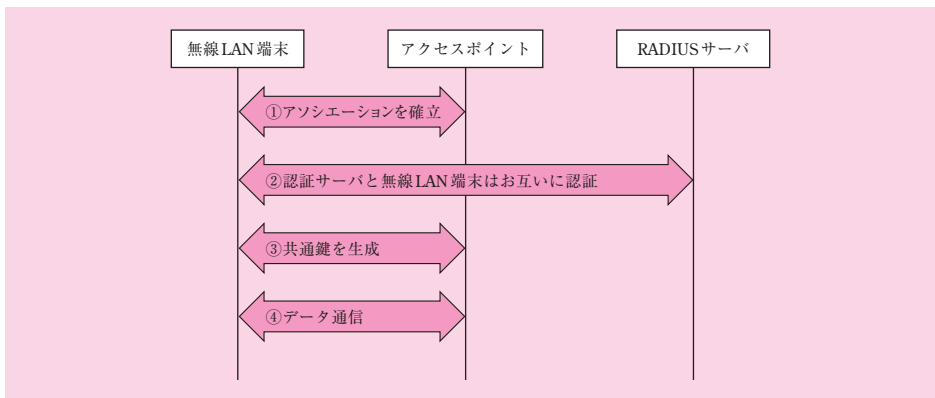 無線LAN端末
アクセスポイント
RADIUSサーバ
①アソシエーションを確立
②認証サーバと無線LAN端末はお互いに認証
③共通鍵を生成
④データ通信